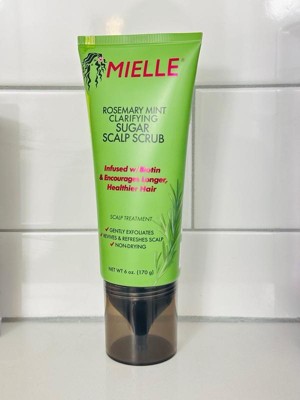 MIELLE
ROSEMARY MINT
CLARIFYING
SUGAR
SCALP SCRUB
Infused w. Biotin
& Encourages Longer,
Healthier Hair
SCALP TREATMENT
✓ GENTLY EXFOLIATES
✓ REVIVES & REFRESHES SCALP
✓ NON-DRYING
NET WT 6 oz. (170 g)